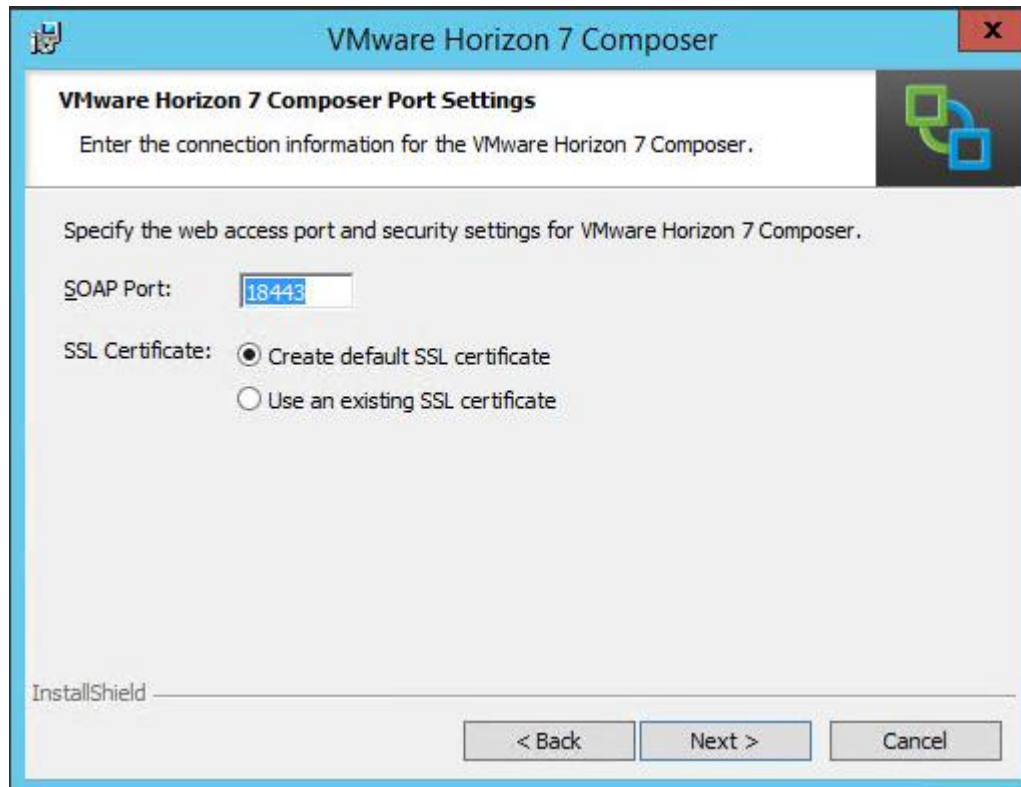 VMware Horizon 7 Composer
x
VMware Horizon 7 Composer Port Settings
Enter the connection information for the VMware Horizon 7 Composer.
Specify the web access port and security settings for VMware Horizon 7 Composer.
SOAP Port: 18443
SSL Certificate: Create default SSL certificate
Use an existing SSL certificate
InstallShield
< Back Next > Cancel